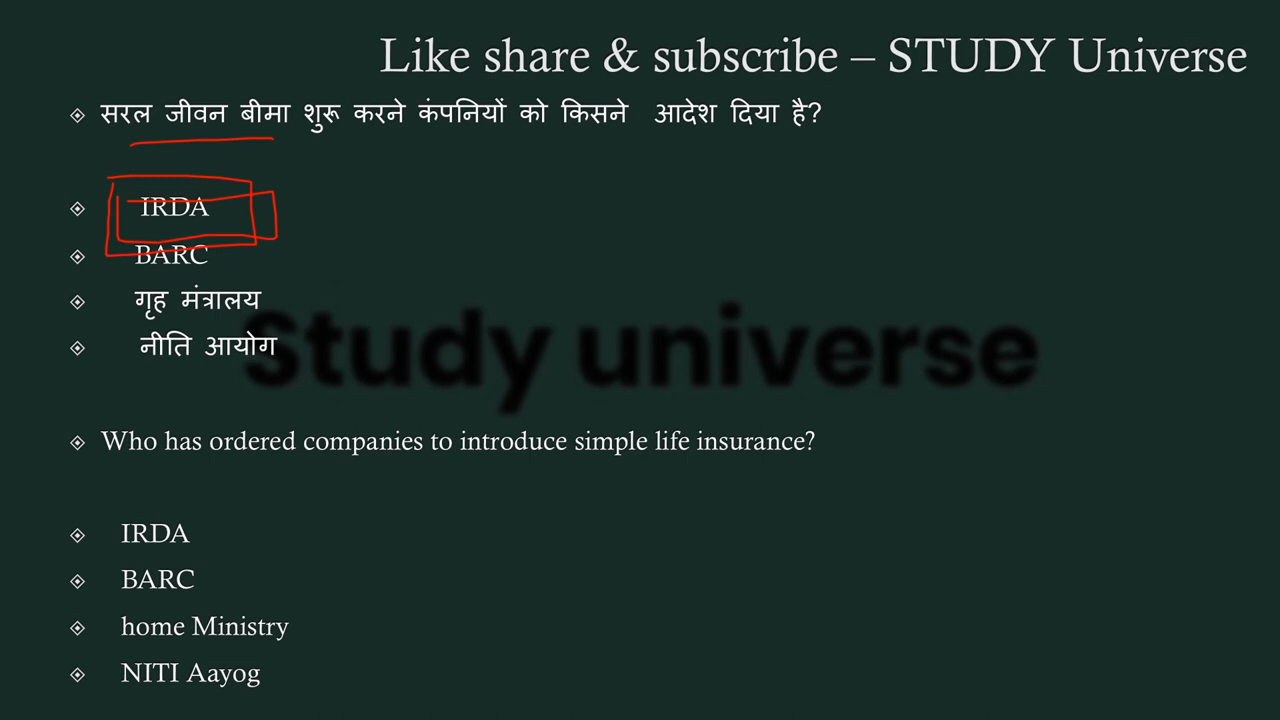 Like share & subscribe – STUDY Universe
सरल जीवन बीमा शुरू करने कंपनियों को किसने आदेश दिया है?
IRDA
BARC
गृह मंत्रालय
नीति आयोग
Study universe
Who has ordered companies to introduce simple life insurance?
IRDA
BARC
home Ministry
NITI Aayog